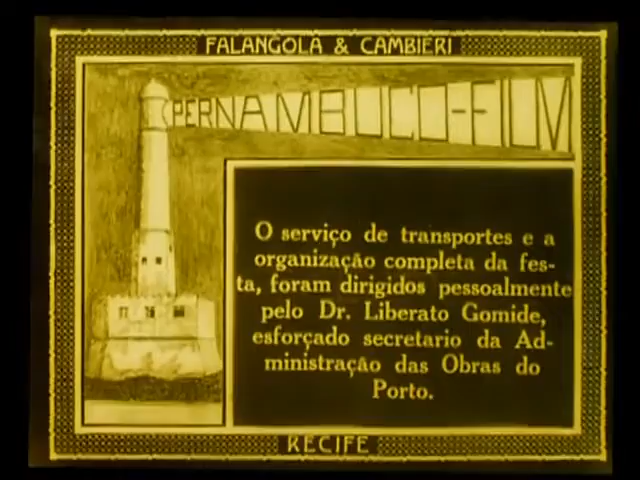 FALANGOLA & CAMBIERI
PERNAMBUCO-FILM
O serviço de transportes e a
organização completa da fes-
ta, foram dirigidos pessoalmente
pelo Dr. Liberato Gomide,
esforçado secretario da Ad-
ministração das Obras do
Porto.
RECIFE